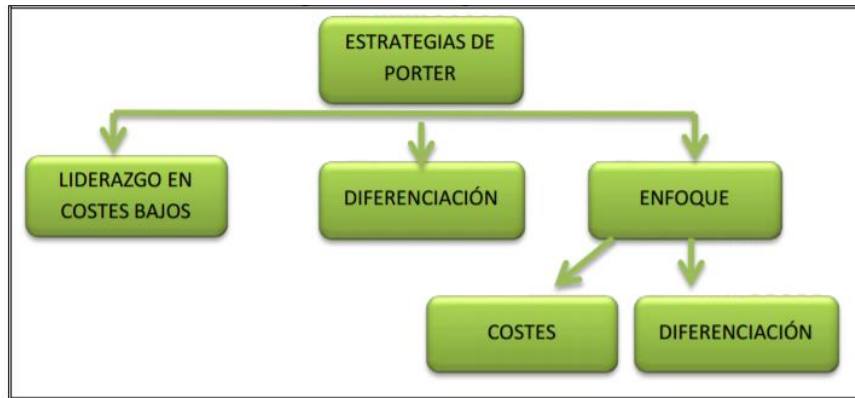 ESTRATEGIAS DE
PORTER
LIDERAZGO EN
COSTES BAJOS
DIFERENCIACIÓN
ENFOQUE
COSTES
DIFERENCIACIÓN